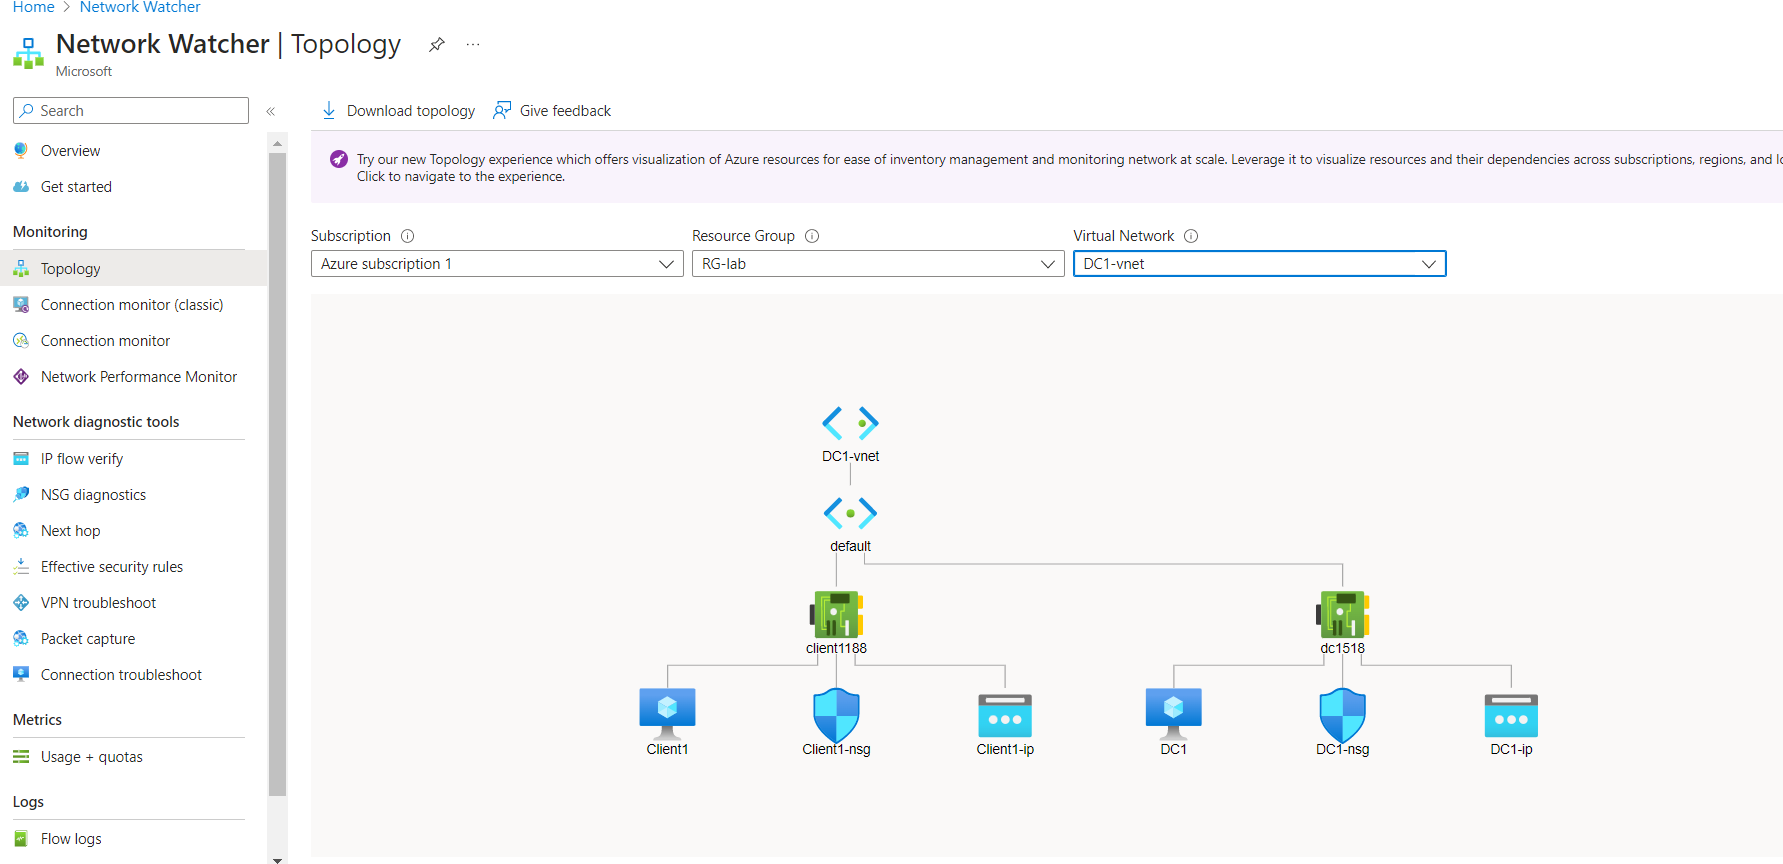 Home > Network Watcher
Network Watcher | Topology
Microsoft
Search
«
Overview
Get started
Monitoring
Topology
Connection monitor (classic)
Connection monitor
Network Performance Monitor
Network diagnostic tools
IP flow verify
NSG diagnostics
Next hop
Effective security rules
VPN troubleshoot
Packet capture
Connection troubleshoot
Metrics
Usage + quotas
Logs
Flow logs
Download topology Give feedback
Try our new Topology experience which offers visualization of Azure resources for ease of inventory management and monitoring network at scale. Leverage it to visualize resources and their dependencies across subscriptions, regions, and
Click to navigate to the experience.
Subscription Resource Group Virtual Network
Azure subscription 1 RG-lab DC1-vnet
DC1-vnet
default
client1188 dc1518
Client1 Client1-nsg Client1-ip DC1 DC1-nsg DC1-ip